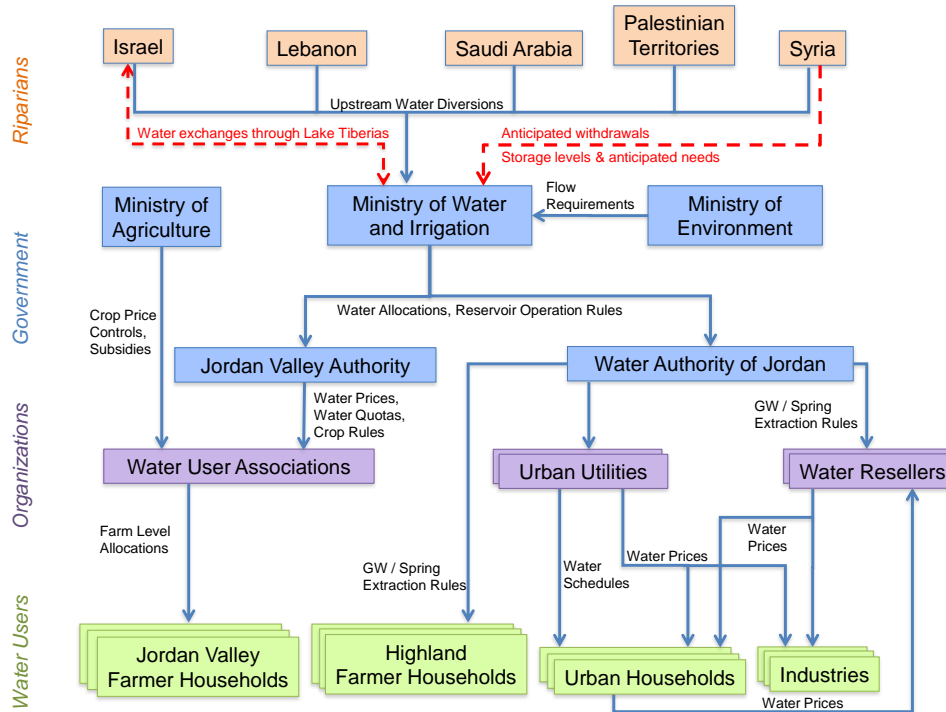 Riparians
Israel
Lebanon
Saudi Arabia
Palestinian
Territories
Syria
Upstream Water Diversions
Water exchanges through Lake Tiberias
Anticipated withdrawals
Storage levels & anticipated needs
Government
Ministry of
Agriculture
Ministry of Water
and Irrigation
Flow
Requirements
Ministry of
Environment
Crop Price
Controls,
Subsidies
Water Allocations, Reservoir Operation Rules
Jordan Valley Authority
Water Authority of Jordan
Water Prices,
Water Quotas,
Crop Rules
GW / Spring
Extraction Rules
Organizations
Water User Associations
Urban Utilities
Water Resellers
Farm Level
Allocations
GW / Spring
Extraction Rules
Water
Schedules
Water Prices
Water
Prices
Water Users
Jordan Valley
Farmer Households
Highland
Farmer Households
Urban Households
Industries
Water Prices